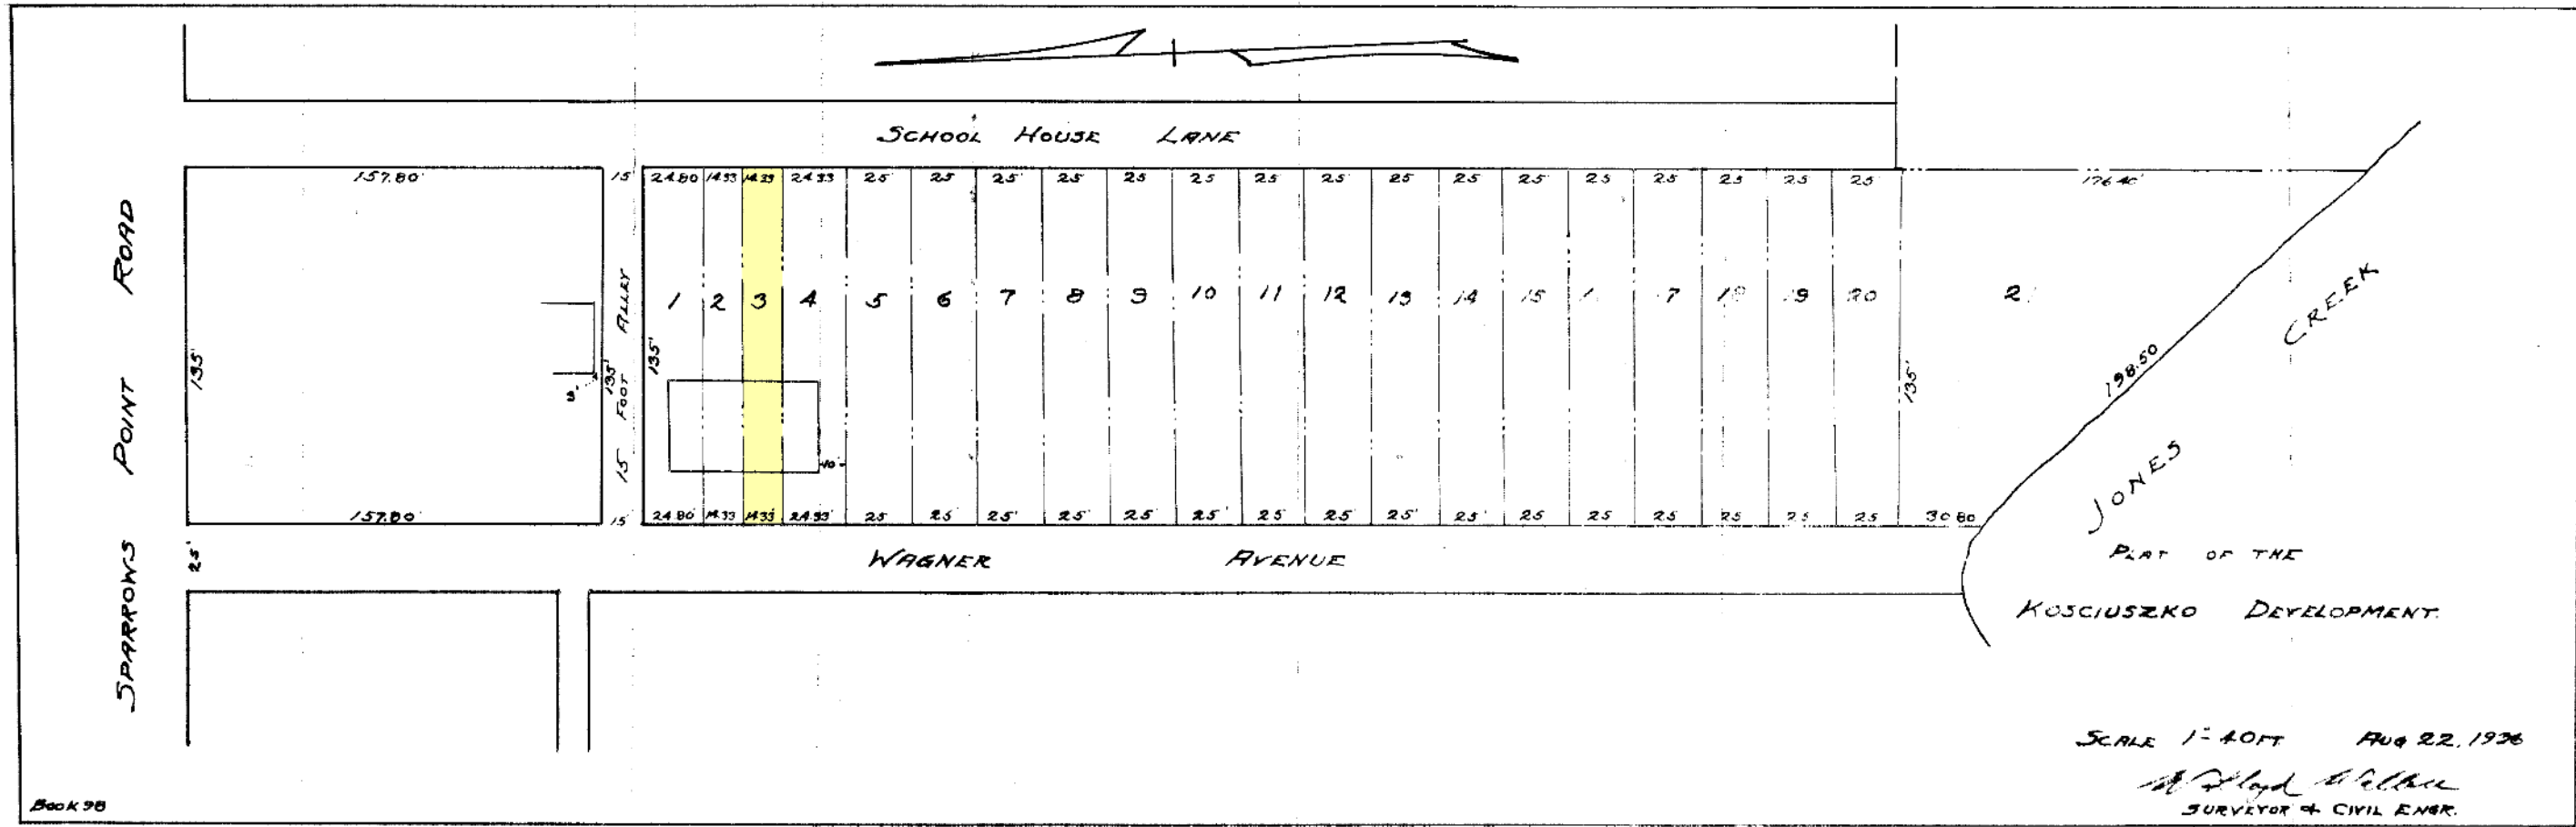 SCHOOL HOUSE LANE
157.80'
15'
24.80 14.33 14.33 24.33 25 25 25' 25' 25 25 25 25' 25' 25' 25' 25 25 25 25 25'
176.40'
SPARROWS POINT ROAD
1 2 3 4 5 6 7 8 9 10 11 12 13 14 15 1 7 18 19 20 2
135'
135'
15 FOOT ALLEY
135'
10'
135'
198.50
JONES CREEK
157.80'
15'
24.80 14.33 14.33 24.33' 25 25' 25' 25 25 25' 25 25 25' 25' 25 25 25 25 25 25
30.80
25'
WAGNER AVENUE
PLAT OF THE
KOSCIUSZKO DEVELOPMENT.
SCALE 1"=40FT AUG 22, 1936
SURVEYOR & CIVIL ENGR.
BOOK 98